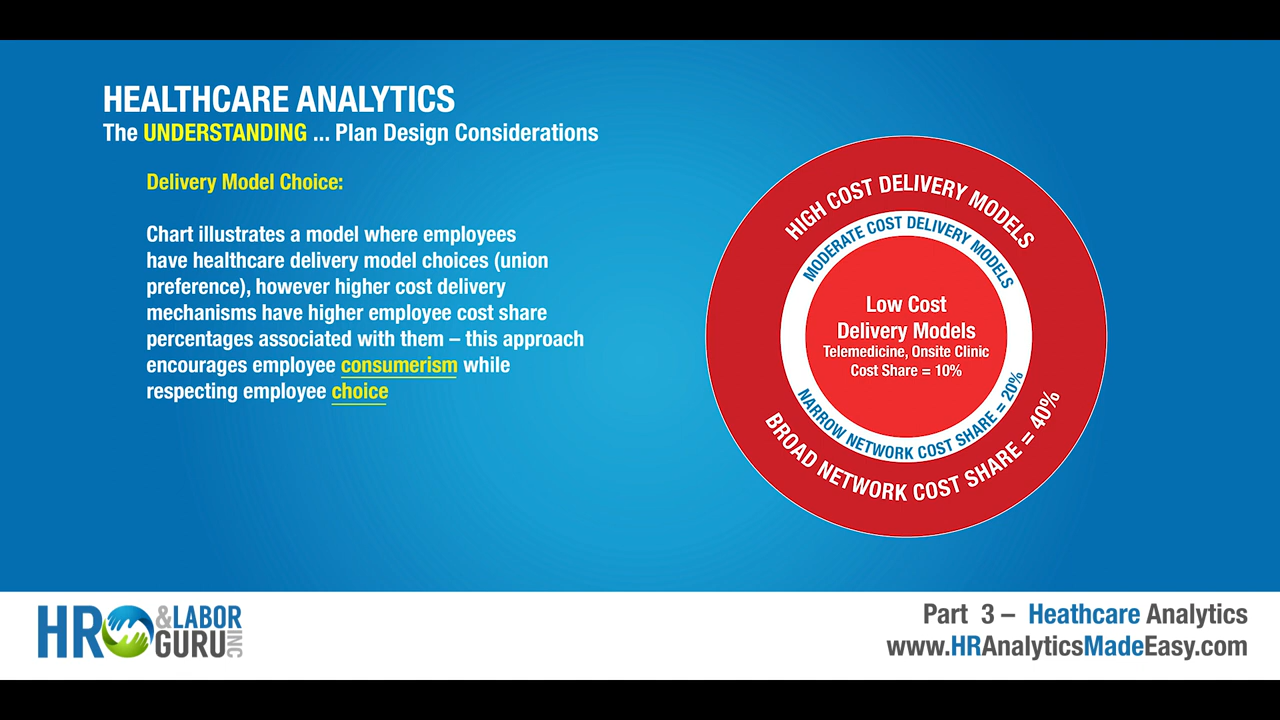 HEALTHCARE ANALYTICS
The UNDERSTANDING ... Plan Design Considerations
Delivery Model Choice:
Chart illustrates a model where employees
have healthcare delivery model choices (union
preference), however higher cost delivery
mechanisms have higher employee cost share
percentages associated with them – this approach
encourages employee consumerism while
respecting employee choice
HIGH COST DELIVERY MODELS
MODERATE COST DELIVERY MODELS
Low Cost
Delivery Models
Telemedicine, Onsite Clinic
Cost Share = 10%
NARROW NETWORK COST SHARE = 20%
BROAD NETWORK COST SHARE = 40%
HR &LABOR
GURU INC
Part 3 – Heathcare Analytics
www.HRAnalyticsMadeEasy.com